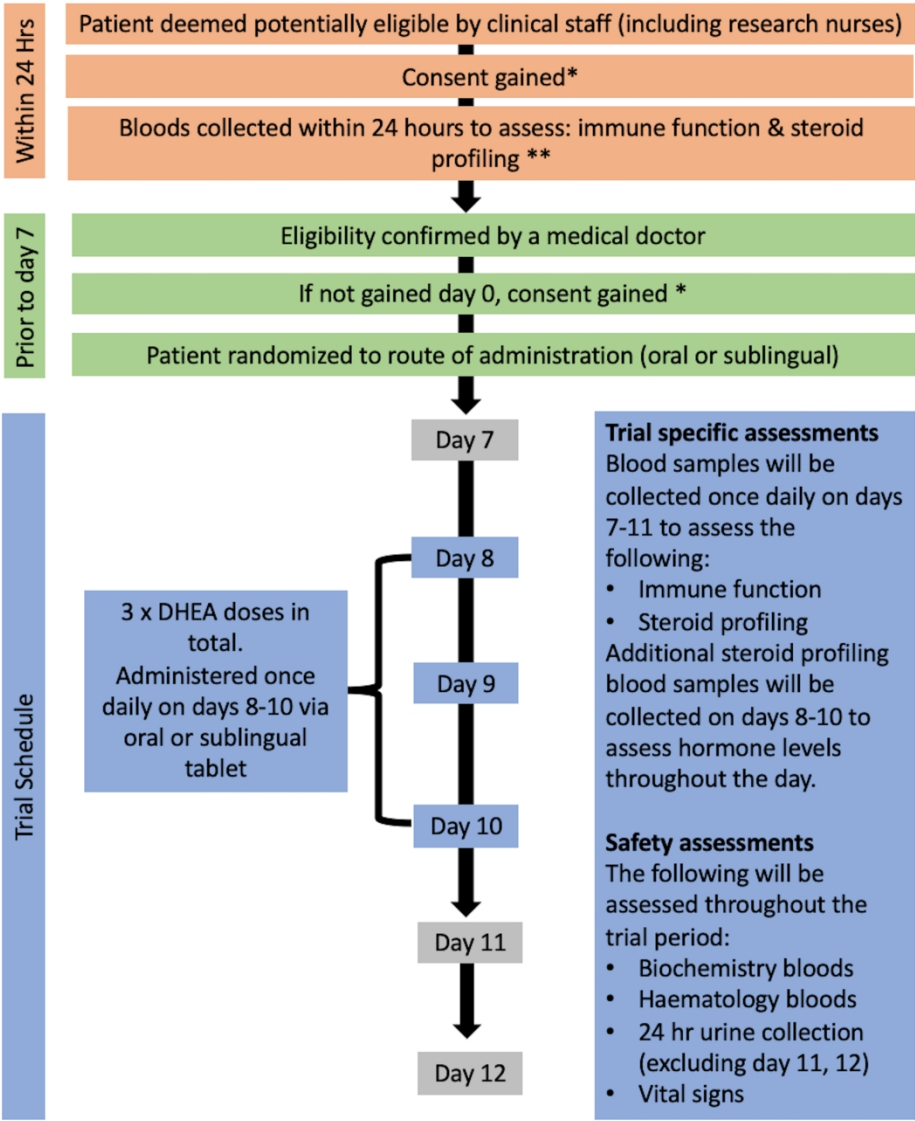 Within 24 Hrs
Patient deemed potentially eligible by clinical staff (including research nurses)
Consent gained*
Bloods collected within 24 hours to assess: immune function & steroid
profiling **
Prior to day 7
Eligibility confirmed by a medical doctor
If not gained day 0, consent gained *
Patient randomized to route of administration (oral or sublingual)
Trial Schedule
Day 7
Day 8
3 x DHEA doses in
total.
Administered once
daily on days 8-10 via
oral or sublingual
tablet
Day 9
Day 10
Day 11
Day 12
Trial specific assessments
Blood samples will be
collected once daily on days
7-11 to assess the
following:
• Immune function
• Steroid profiling
Additional steroid profiling
blood samples will be
collected on days 8-10 to
assess hormone levels
throughout the day.
Safety assessments
The following will be
assessed throughout the
trial period:
• Biochemistry bloods
• Haematology bloods
• 24 hr urine collection
(excluding day 11, 12)
• Vital signs